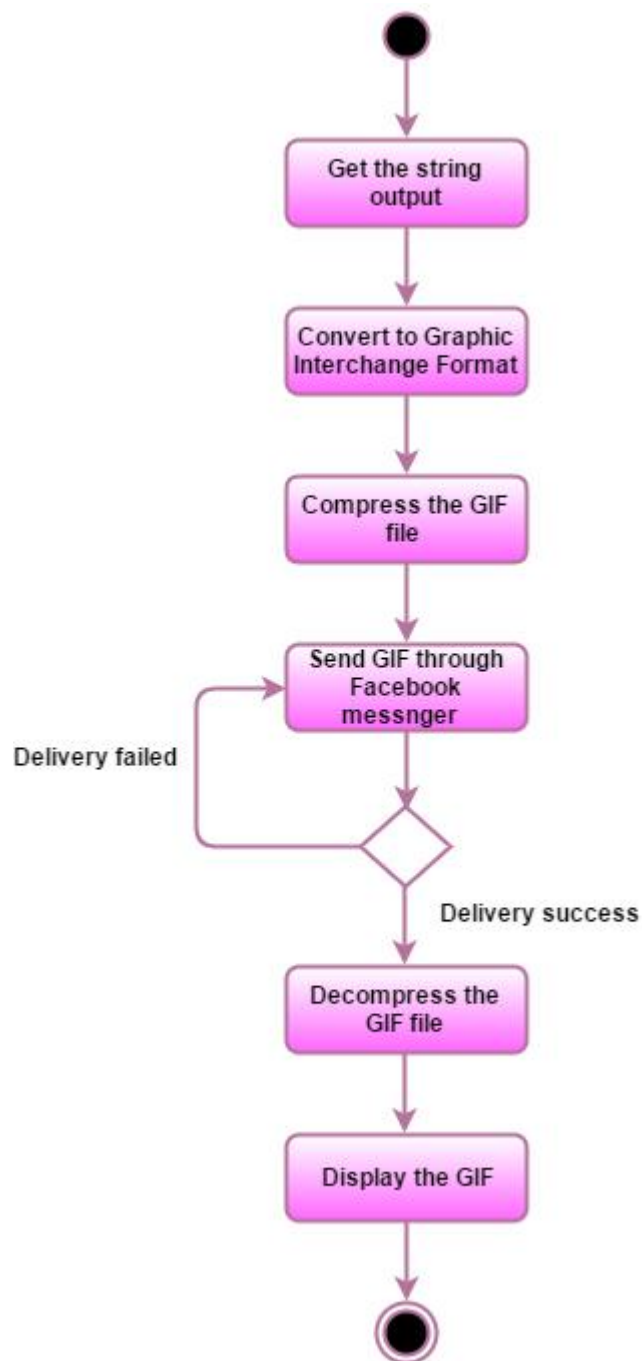 Get the string
output
Convert to Graphic
Interchange Format
Compress the GIF
file
Send GIF through
Facebook
messnger
Delivery failed
Delivery success
Decompress the
GIF file
Display the GIF